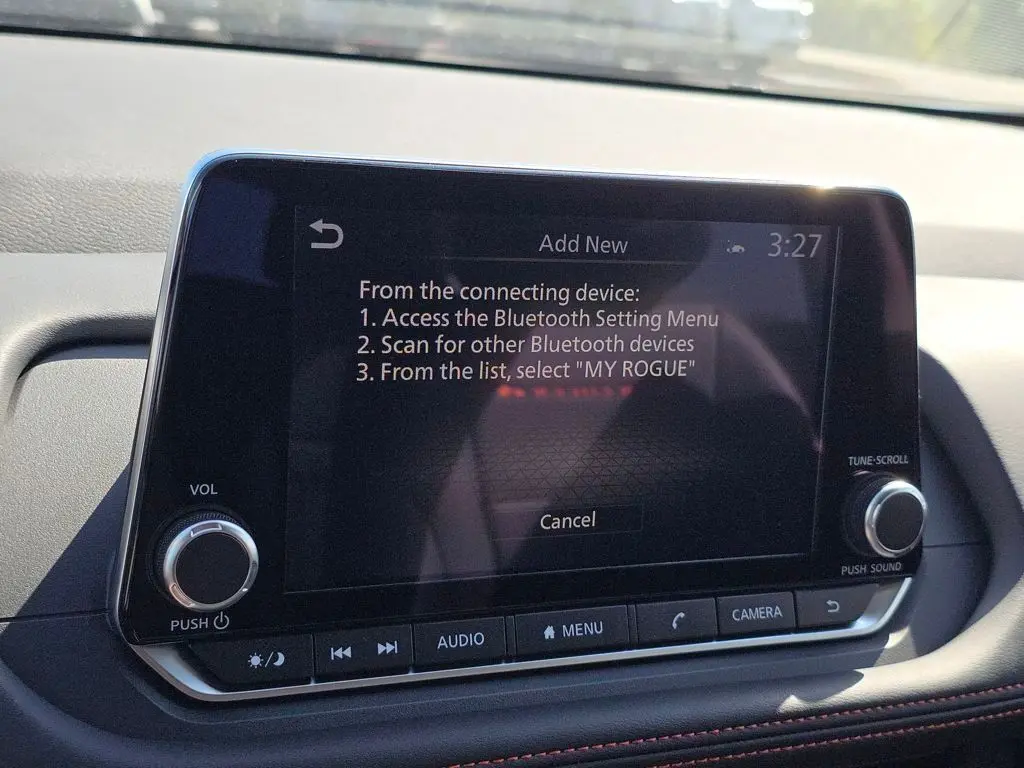 Add New
3:27
From the connecting device:
1. Access the Bluetooth Setting Menu
2. Scan for other Bluetooth devices
3. From the list, select "MY ROGUE"
Cancel
VOL
PUSH
TUNE·SCROLL
PUSH SOUND
AUDIO
MENU
CAMERA